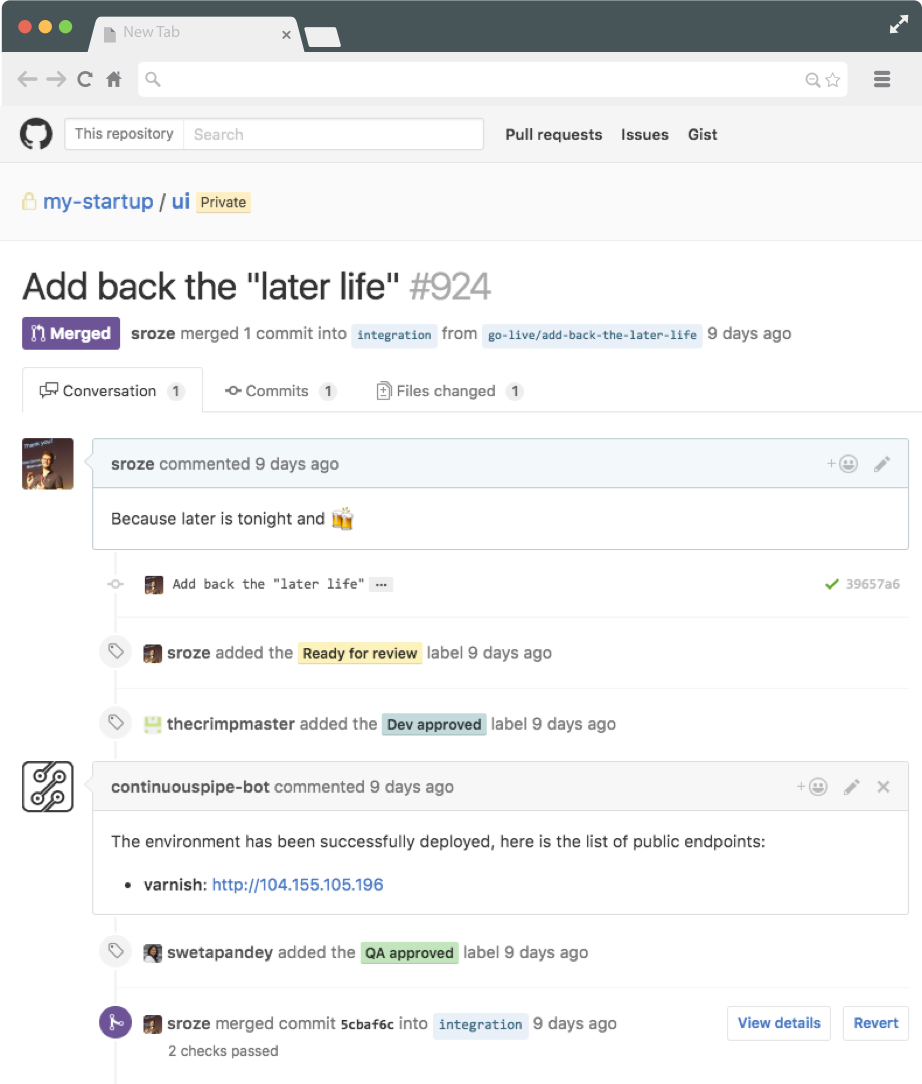 New Tab
This repository Search Pull requests Issues Gist
my-startup / ui Private
Add back the "later life" #924
Merged sroze merged 1 commit into integration from go-live/add-back-the-later-life 9 days ago
Conversation 1 Commits 1 Files changed 1
Thank you!
sroze commented 9 days ago
Because later is tonight and 🍻
Add back the "later life" … 39657a6
sroze added the Ready for review label 9 days ago
thecrimpmaster added the Dev approved label 9 days ago
continuouspipe-bot commented 9 days ago
The environment has been successfully deployed, here is the list of public endpoints:
• varnish: http://104.155.105.196
swetapandey added the QA approved label 9 days ago
sroze merged commit 5cbaf6c into integration 9 days ago View details Revert
2 checks passed